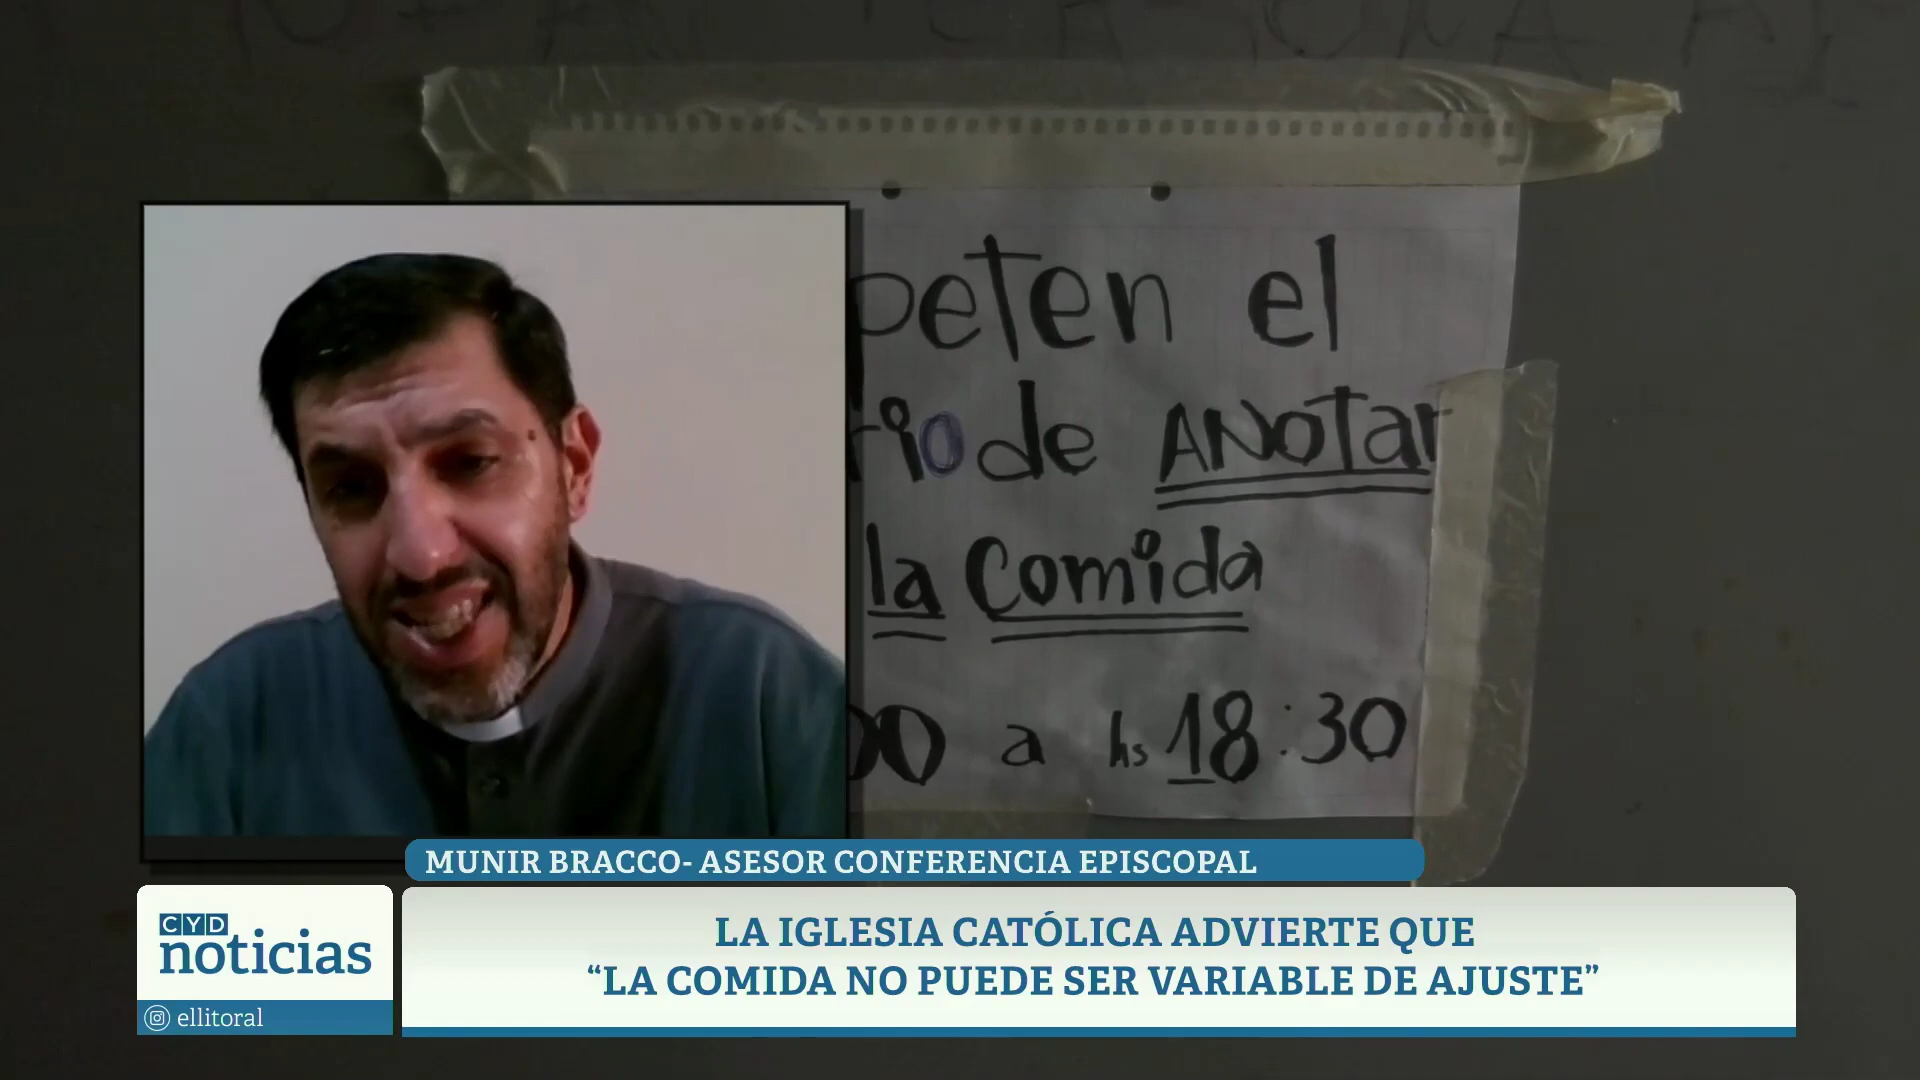 peten el
de ANOTAR
la Comida
00 a hs 18:30
MUNIR BRACCO- ASESOR CONFERENCIA EPISCOPAL
CYD
noticias
LA IGLESIA CATÓLICA ADVIERTE QUE
“LA COMIDA NO PUEDE SER VARIABLE DE AJUSTE”
ellitoral